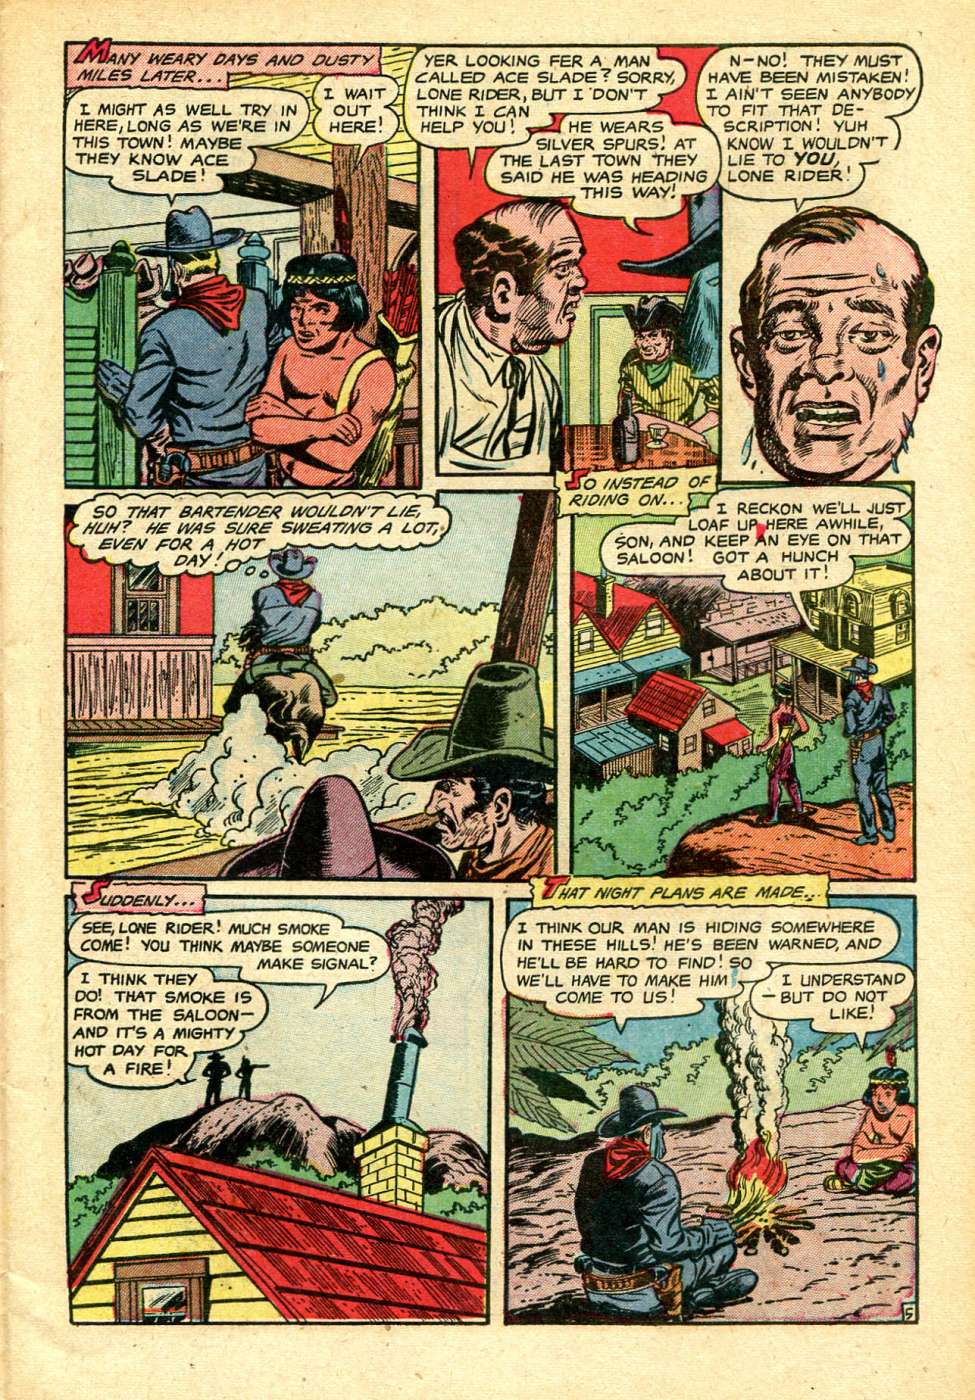 MANY WEARY DAYS AND DUSTY
MILES LATER...
I MIGHT AS WELL TRY IN
HERE, LONG AS WE'RE IN
THIS TOWN! MAYBE
THEY KNOW ACE
SLADE!
I WAIT
OUT
HERE!
YER LOOKING FER A MAN
CALLED ACE SLADE? SORRY,
LONE RIDER, BUT I DON'T
THINK I CAN
HELP YOU!
HE WEARS
SILVER SPURS! AT
THE LAST TOWN THEY
SAID HE WAS HEADING
THIS WAY!
N-NO! THEY MUST
HAVE BEEN MISTAKEN!
I AIN'T SEEN ANYBODY
TO FIT THAT DE-
SCRIPTION! YUH
KNOW I WOULDN'T
LIE TO YOU,
LONE RIDER!
SO THAT BARTENDER WOULDN'T LIE,
HUH? HE WAS SURE SWEATING A LOT,
EVEN FOR A HOT
DAY!
SO INSTEAD OF
RIDING ON...
I RECKON WE'LL JUST
LOAF UP HERE AWHILE,
SON, AND KEEP AN EYE ON THAT
SALOON! GOT A HUNCH
ABOUT IT!
SUDDENLY...
SEE, LONE RIDER! MUCH SMOKE
COME! YOU THINK MAYBE SOMEONE
MAKE SIGNAL?
I THINK THEY
DO! THAT SMOKE IS
FROM THE SALOON—
AND IT'S A MIGHTY
HOT DAY FOR
A FIRE!
THAT NIGHT PLANS ARE MADE...
I THINK OUR MAN IS HIDING SOMEWHERE
IN THESE HILLS! HE'S BEEN WARNED, AND
HE'LL BE HARD TO FIND! SO
WE'LL HAVE TO MAKE HIM
COME TO US!
I UNDERSTAND
—BUT DO NOT
LIKE!
5